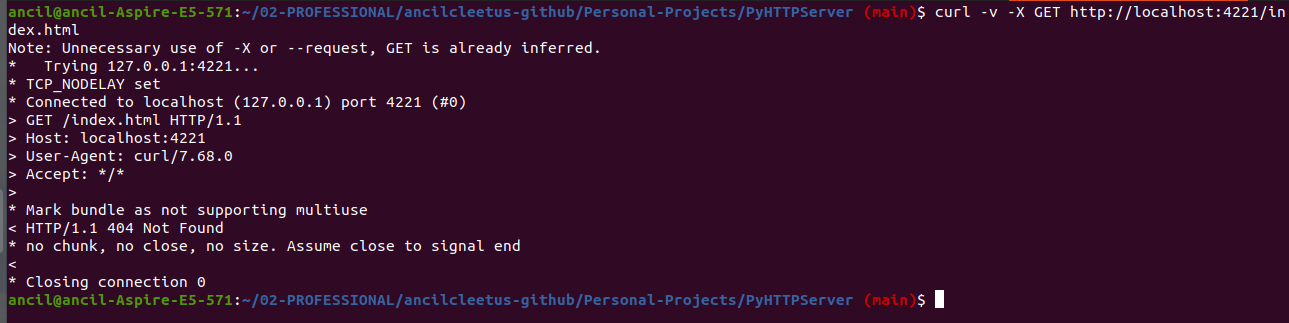 ancil@ancil-Aspire-E5-571:~/02-PROFESSIONAL/ancilcleetus-github/Personal-Projects/PyHTTPServer (main)$ curl -v -X GET http://localhost:4221/in
dex.html
Note: Unnecessary use of -X or --request, GET is already inferred.
*   Trying 127.0.0.1:4221...
* TCP_NODELAY set
* Connected to localhost (127.0.0.1) port 4221 (#0)
> GET /index.html HTTP/1.1
> Host: localhost:4221
> User-Agent: curl/7.68.0
> Accept: */*
>
* Mark bundle as not supporting multiuse
< HTTP/1.1 404 Not Found
* no chunk, no close, no size. Assume close to signal end
<
* Closing connection 0
ancil@ancil-Aspire-E5-571:~/02-PROFESSIONAL/ancilcleetus-github/Personal-Projects/PyHTTPServer (main)$